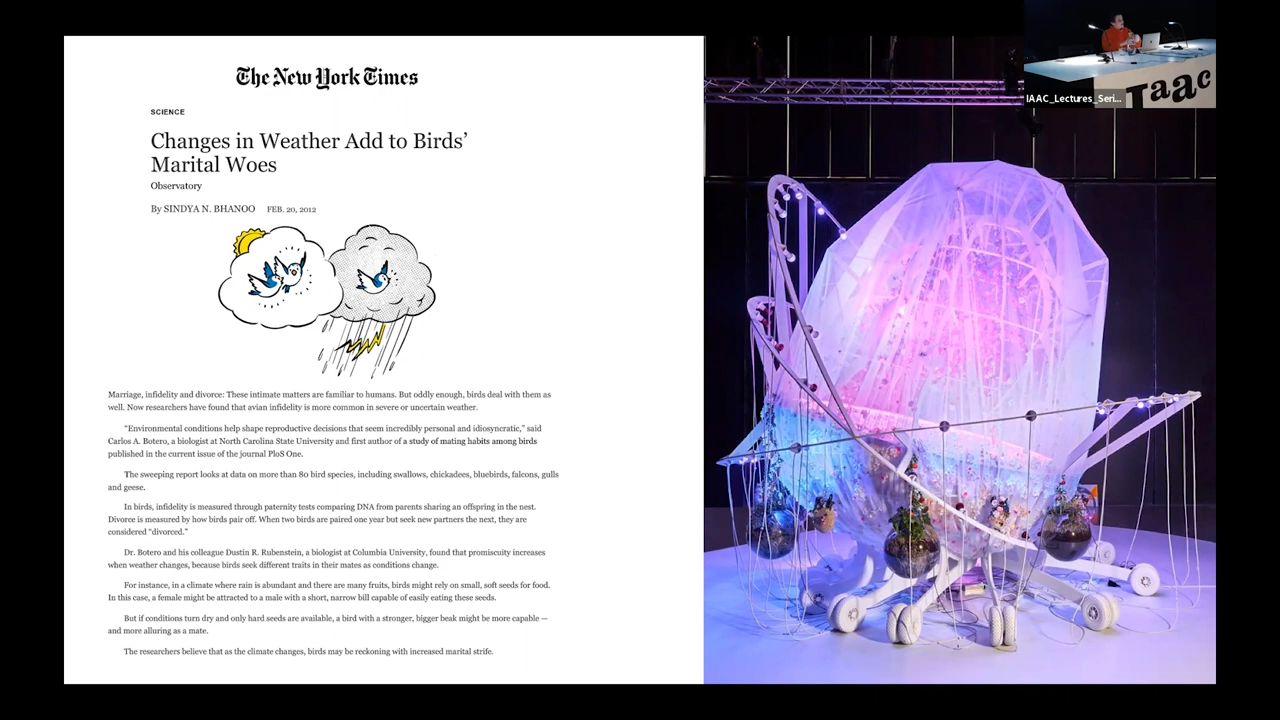 The New York Times
SCIENCE
Changes in Weather Add to Birds’
Marital Woes
Observatory
By SINDYA N. BHANOO FEB. 20, 2012
Marriage, infidelity and divorce: These intimate matters are familiar to humans. But oddly enough, birds deal with them as
well. Now researchers have found that avian infidelity is more common in severe or uncertain weather.
“Environmental conditions help shape reproductive decisions that seem incredibly personal and idiosyncratic,” said
Carlos A. Botero, a biologist at North Carolina State University and first author of a study of mating habits among birds
published in the current issue of the journal PloS One.
The sweeping report looks at data on more than 80 bird species, including swallows, chickadees, bluebirds, falcons, gulls
and geese.
In birds, infidelity is measured through paternity tests comparing DNA from parents sharing an offspring in the nest.
Divorce is measured by how birds pair off. When two birds are paired one year but seek new partners the next, they are
considered “divorced.”
Dr. Botero and his colleague Dustin R. Rubenstein, a biologist at Columbia University, found that promiscuity increases
when weather changes, because birds seek different traits in their mates as conditions change.
For instance, in a climate where rain is abundant and there are many fruits, birds might rely on small, soft seeds for food.
In this case, a female might be attracted to a male with a short, narrow bill capable of easily eating these seeds.
But if conditions turn dry and only hard seeds are available, a bird with a stronger, bigger beak might be more capable —
and more alluring as a mate.
The researchers believe that as the climate changes, birds may be reckoning with increased marital strife.
Iaac
IAAC_Lectures_Seri...